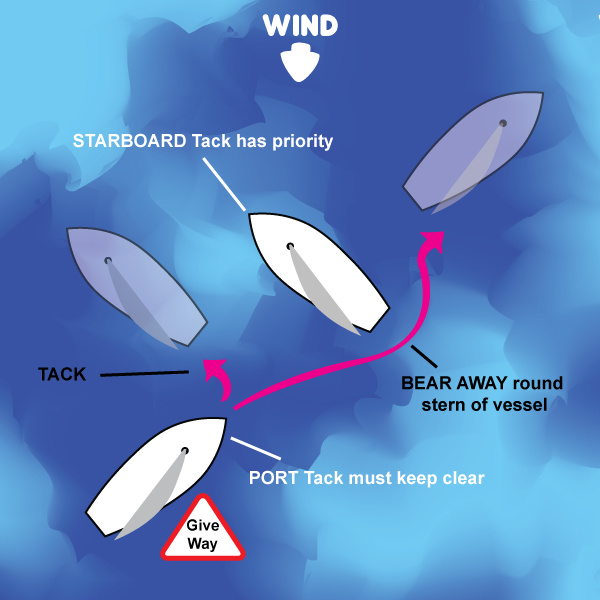 WIND
STARBOARD Tack has priority
TACK
BEAR AWAY round
stern of vessel
PORT Tack must keep clear
Give
Way